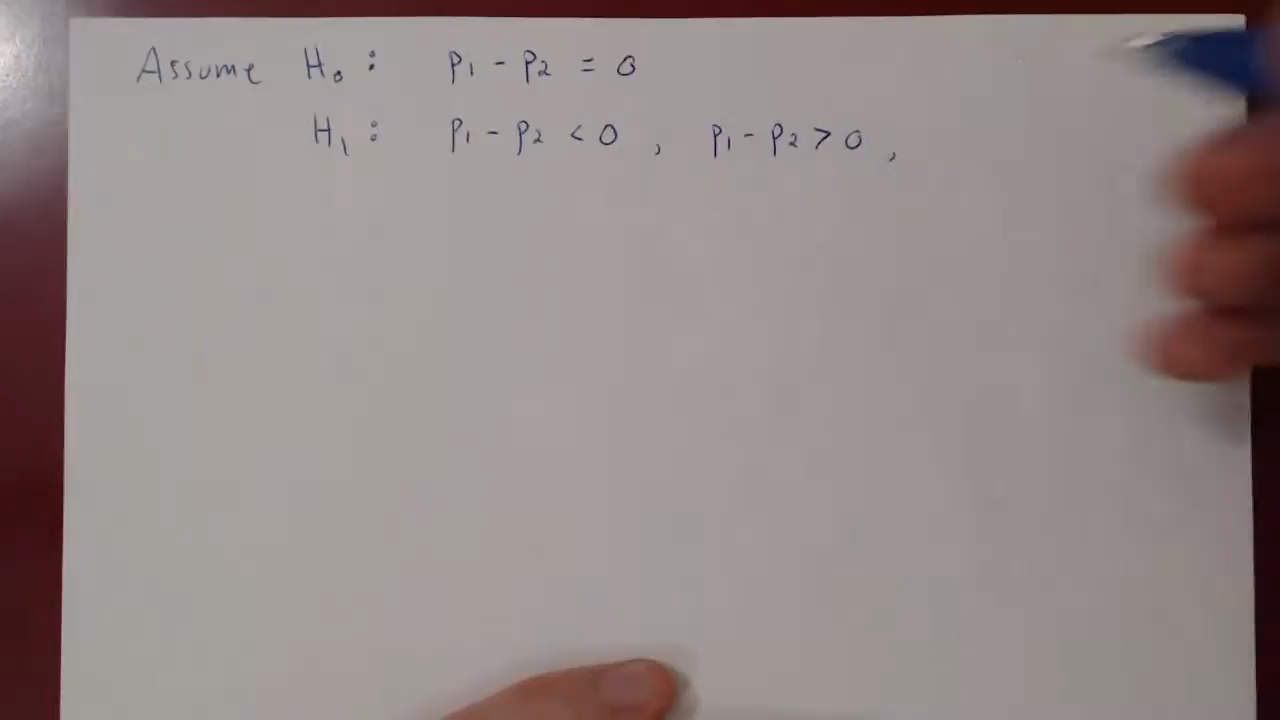 Assume H₀ : p₁ - p₂ = 0
H₁ : p₁ - p₂ < 0 , p₁ - p₂ > 0 ,